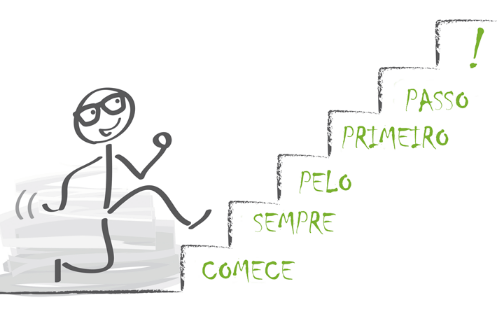 COMECE
SEMPRE
PELO
PRIMEIRO
PASSO
!